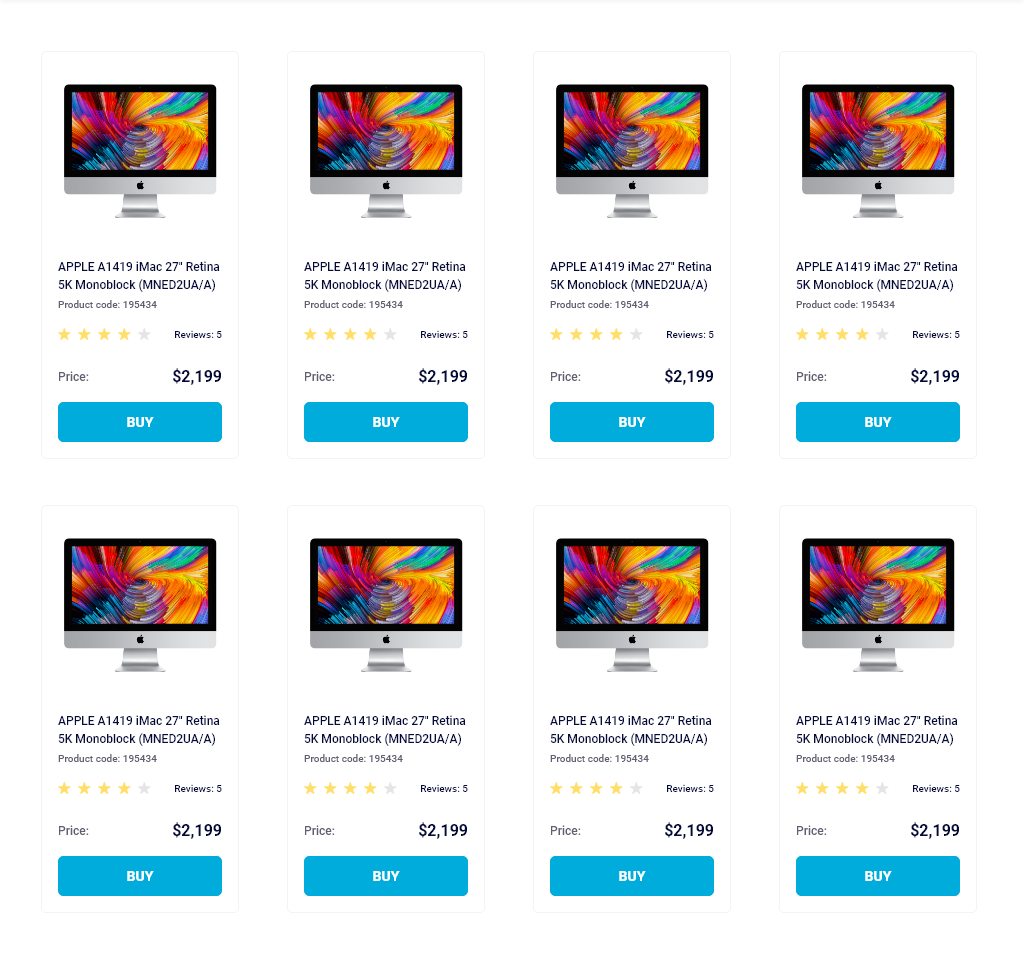 APPLE A1419 iMac 27" Retina
5K Monoblock (MNED2UA/A)
Product code: 195434
Reviews: 5
Price: $2,199
BUY
APPLE A1419 iMac 27" Retina
5K Monoblock (MNED2UA/A)
Product code: 195434
Reviews: 5
Price: $2,199
BUY
APPLE A1419 iMac 27" Retina
5K Monoblock (MNED2UA/A)
Product code: 195434
Reviews: 5
Price: $2,199
BUY
APPLE A1419 iMac 27" Retina
5K Monoblock (MNED2UA/A)
Product code: 195434
Reviews: 5
Price: $2,199
BUY
APPLE A1419 iMac 27" Retina
5K Monoblock (MNED2UA/A)
Product code: 195434
Reviews: 5
Price: $2,199
BUY
APPLE A1419 iMac 27" Retina
5K Monoblock (MNED2UA/A)
Product code: 195434
Reviews: 5
Price: $2,199
BUY
APPLE A1419 iMac 27" Retina
5K Monoblock (MNED2UA/A)
Product code: 195434
Reviews: 5
Price: $2,199
BUY
APPLE A1419 iMac 27" Retina
5K Monoblock (MNED2UA/A)
Product code: 195434
Reviews: 5
Price: $2,199
BUY